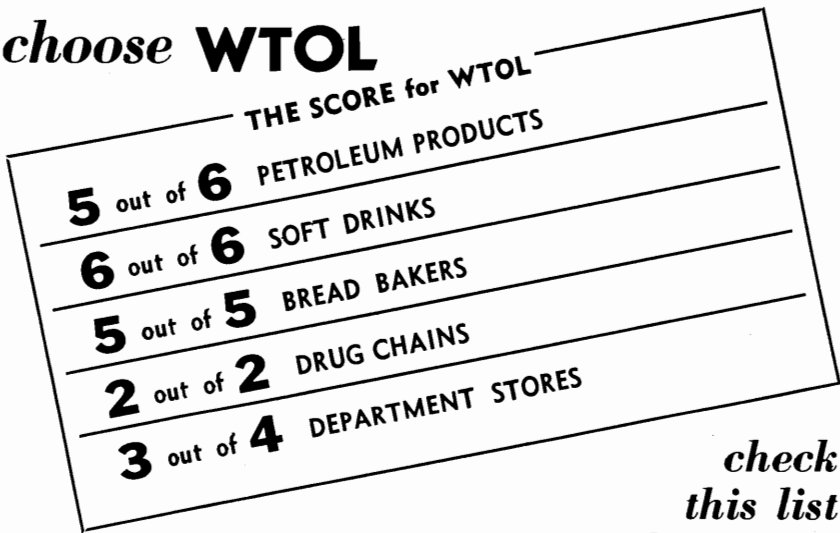 choose WTOL
THE SCORE for WTOL
5 out of 6 PETROLEUM PRODUCTS
6 out of 6 SOFT DRINKS
5 out of 5 BREAD BAKERS
2 out of 2 DRUG CHAINS
3 out of 4 DEPARTMENT STORES
check
this list